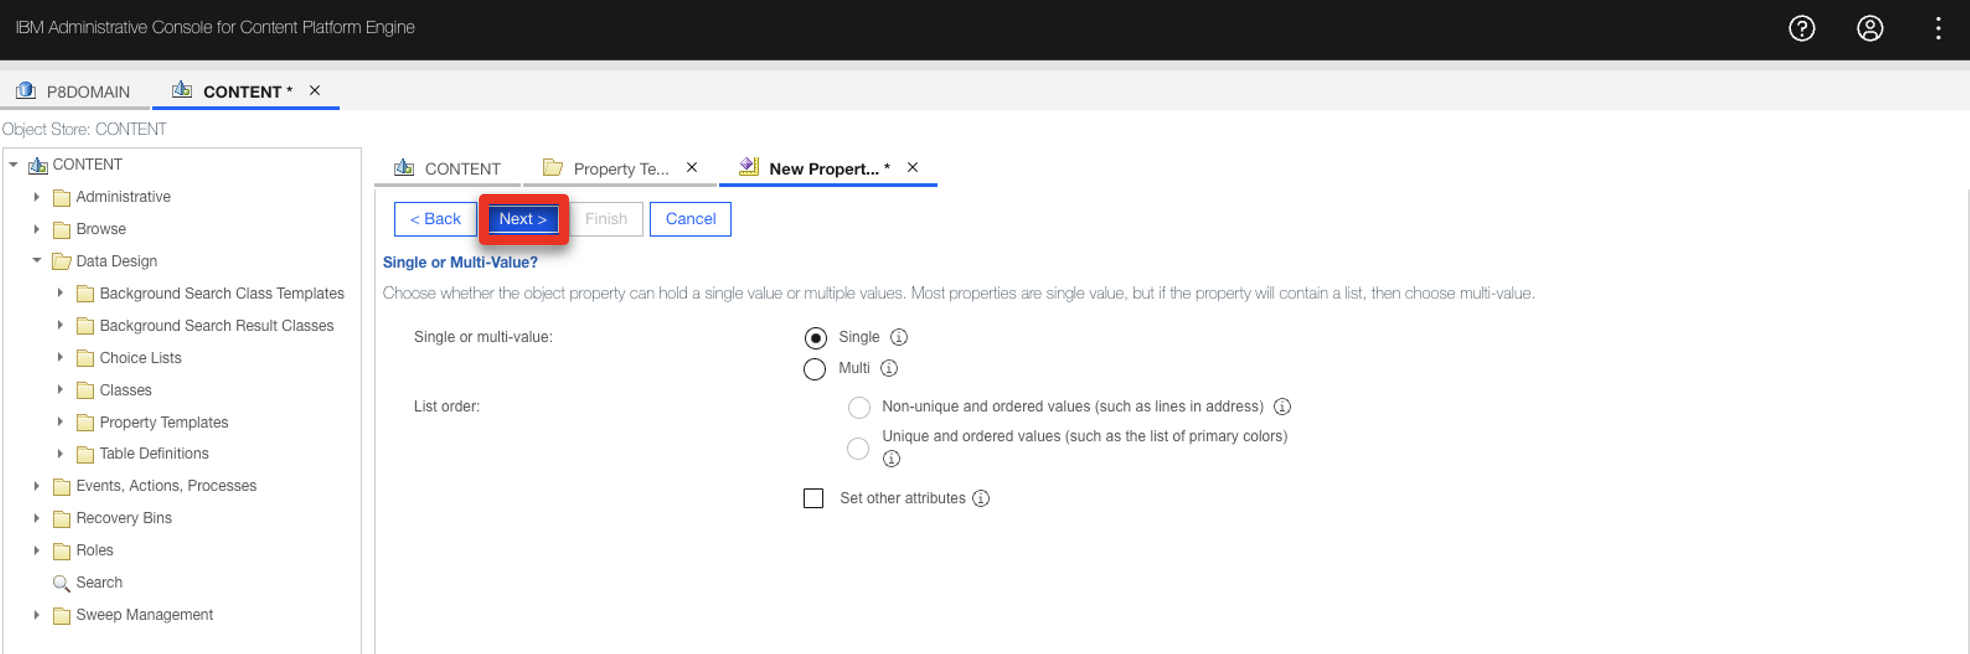 IBM Administrative Console for Content Platform Engine
P8DOMAIN
CONTENT *
Object Store: CONTENT
CONTENT
Administrative
Browse
Data Design
Background Search Class Templates
Background Search Result Classes
Choice Lists
Classes
Property Templates
Table Definitions
Events, Actions, Processes
Recovery Bins
Roles
Search
Sweep Management
CONTENT
Property Te...
New Propert... *
< Back
Next >
Finish
Cancel
Single or Multi-Value?
Choose whether the object property can hold a single value or multiple values. Most properties are single value, but if the property will contain a list, then choose multi-value.
Single or multi-value:
Single
Multi
List order:
Non-unique and ordered values (such as lines in address)
Unique and ordered values (such as the list of primary colors)
Set other attributes